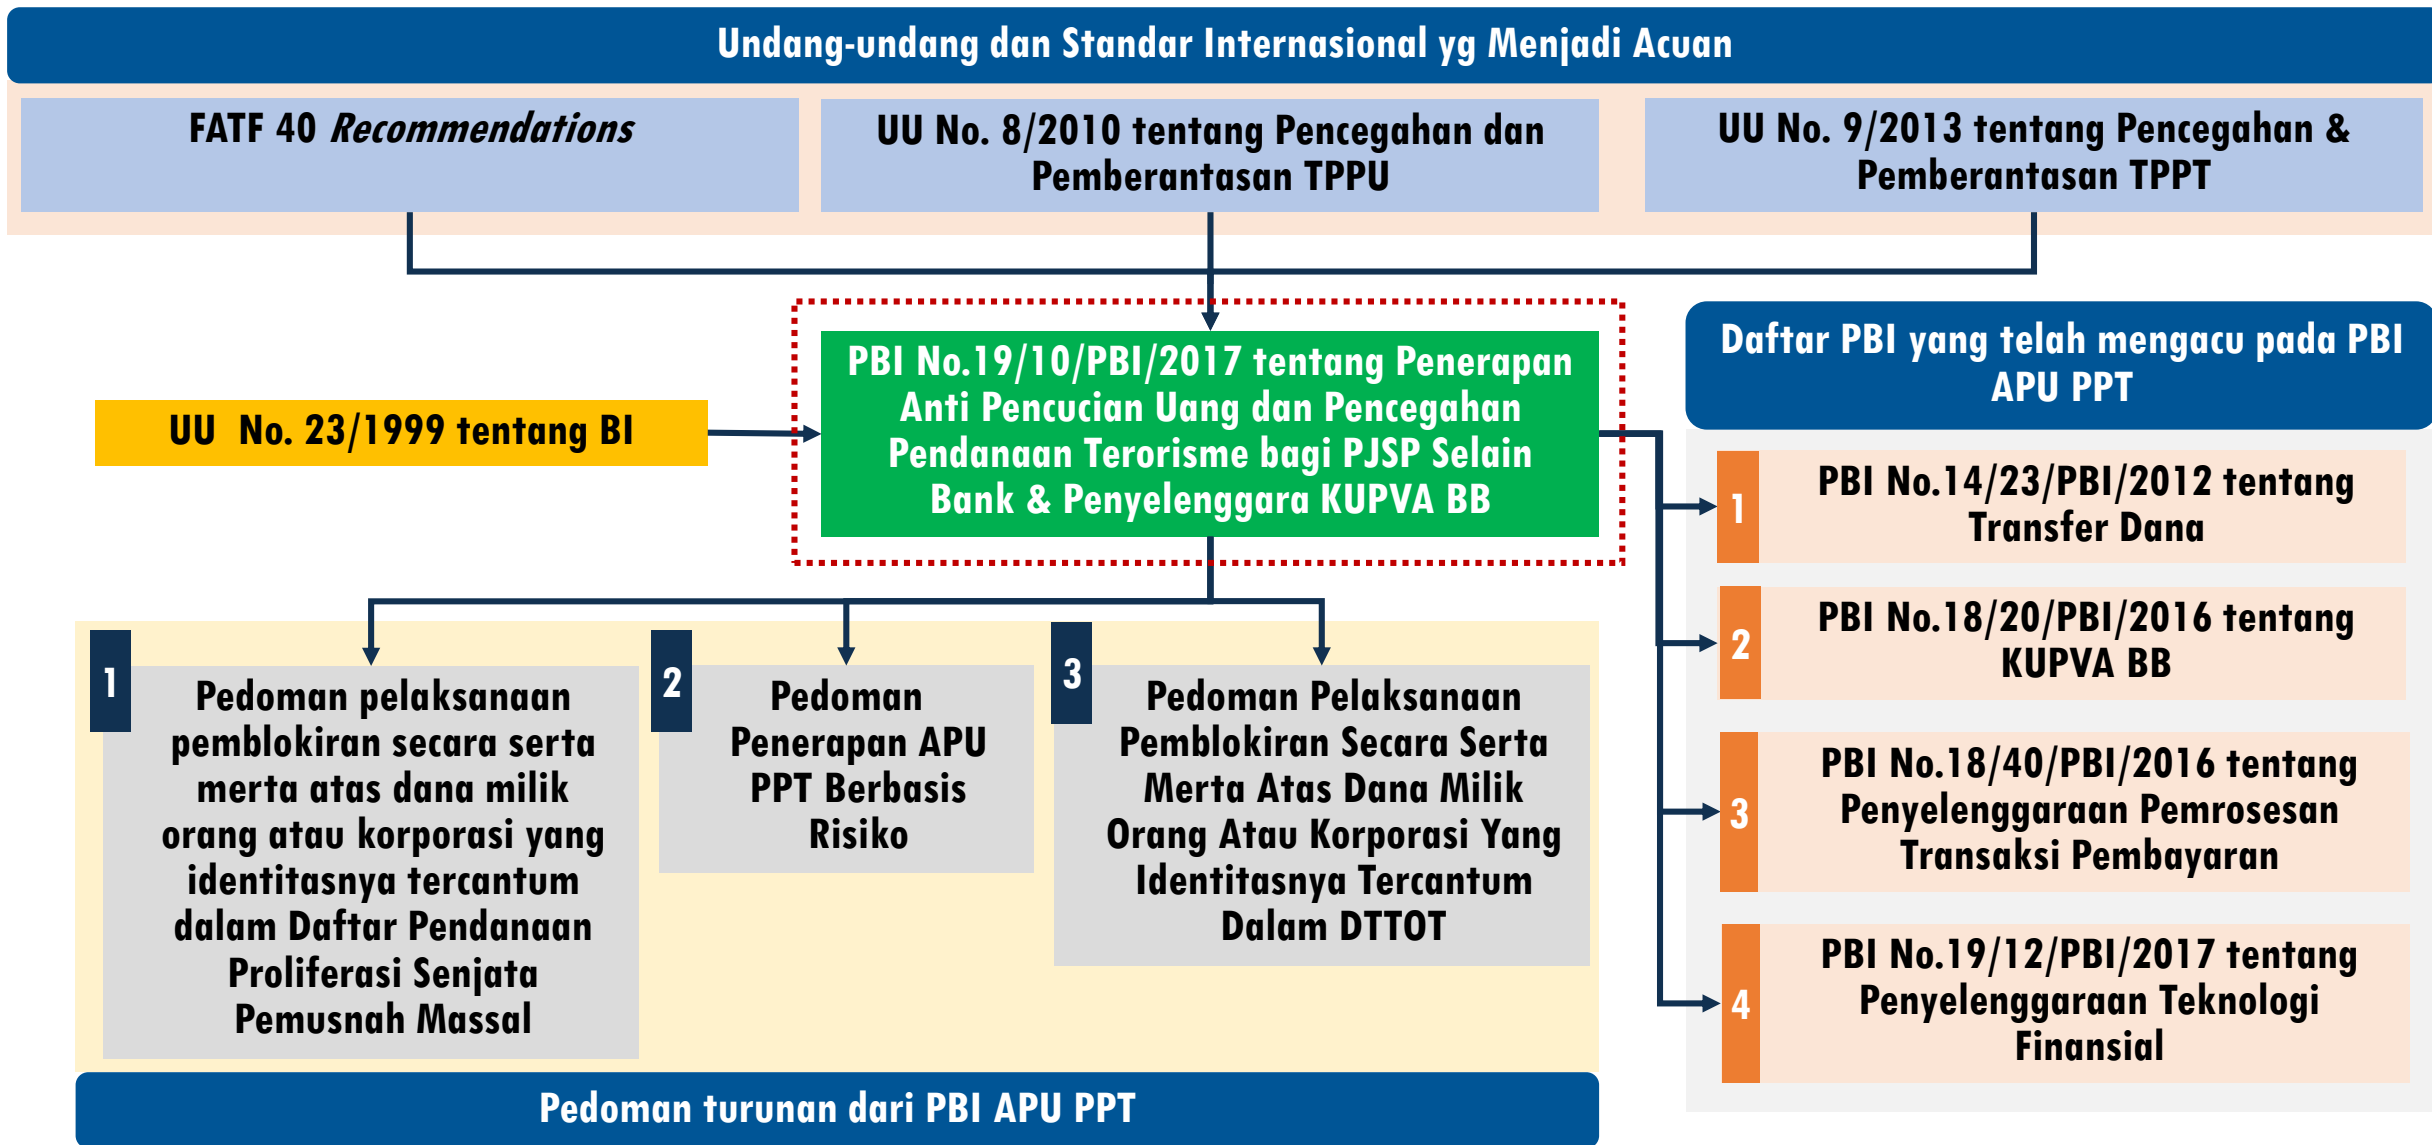 Undang-undang dan Standar Internasional yg Menjadi Acuan
FATF 40 Recommendations
UU No. 8/2010 tentang Pencegahan dan
Pemberantasan TPPU
UU No. 9/2013 tentang Pencegahan &
Pemberantasan TPPT
UU No. 23/1999 tentang BI
PBI No.19/10/PBI/2017 tentang Penerapan
Anti Pencucian Uang dan Pencegahan
Pendanaan Terorisme bagi PJSP Selain
Bank & Penyelenggara KUPVA BB
Daftar PBI yang telah mengacu pada PBI
APU PPT
1
PBI No.14/23/PBI/2012 tentang
Transfer Dana
2
PBI No.18/20/PBI/2016 tentang
KUPVA BB
3
PBI No.18/40/PBI/2016 tentang
Penyelenggaraan Pemrosesan
Transaksi Pembayaran
4
PBI No.19/12/PBI/2017 tentang
Penyelenggaraan Teknologi
Finansial
1
Pedoman pelaksanaan
pemblokiran secara serta
merta atas dana milik
orang atau korporasi yang
identitasnya tercantum
dalam Daftar Pendanaan
Proliferasi Senjata
Pemusnah Massal
2
Pedoman
Penerapan APU
PPT Berbasis
Risiko
3
Pedoman Pelaksanaan
Pemblokiran Secara Serta
Merta Atas Dana Milik
Orang Atau Korporasi Yang
Identitasnya Tercantum
Dalam DTTOT
Pedoman turunan dari PBI APU PPT